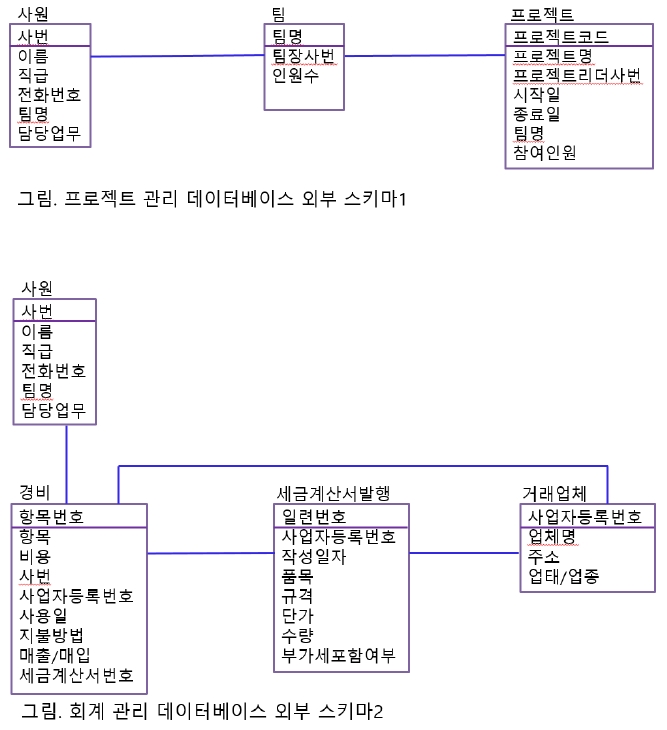 사원
사번
이름
직급
전화번호
팀명
담당업무
팀
팀명
팀장사번
인원수
프로젝트
프로젝트코드
프로젝트명
프로젝트리더사번
시작일
종료일
팀명
참여인원
그림. 프로젝트 관리 데이터베이스 외부 스키마1
사원
사번
이름
직급
전화번호
팀명
담당업무
경비
항목번호
항목
비용
사번
사업자등록번호
사용일
지불방법
매출/매입
세금계산서번호
세금계산서발행
일련번호
사업자등록번호
작성일자
품목
규격
단가
수량
부가세포함여부
거래업체
사업자등록번호
업체명
주소
업태/업종
그림. 회계 관리 데이터베이스 외부 스키마2